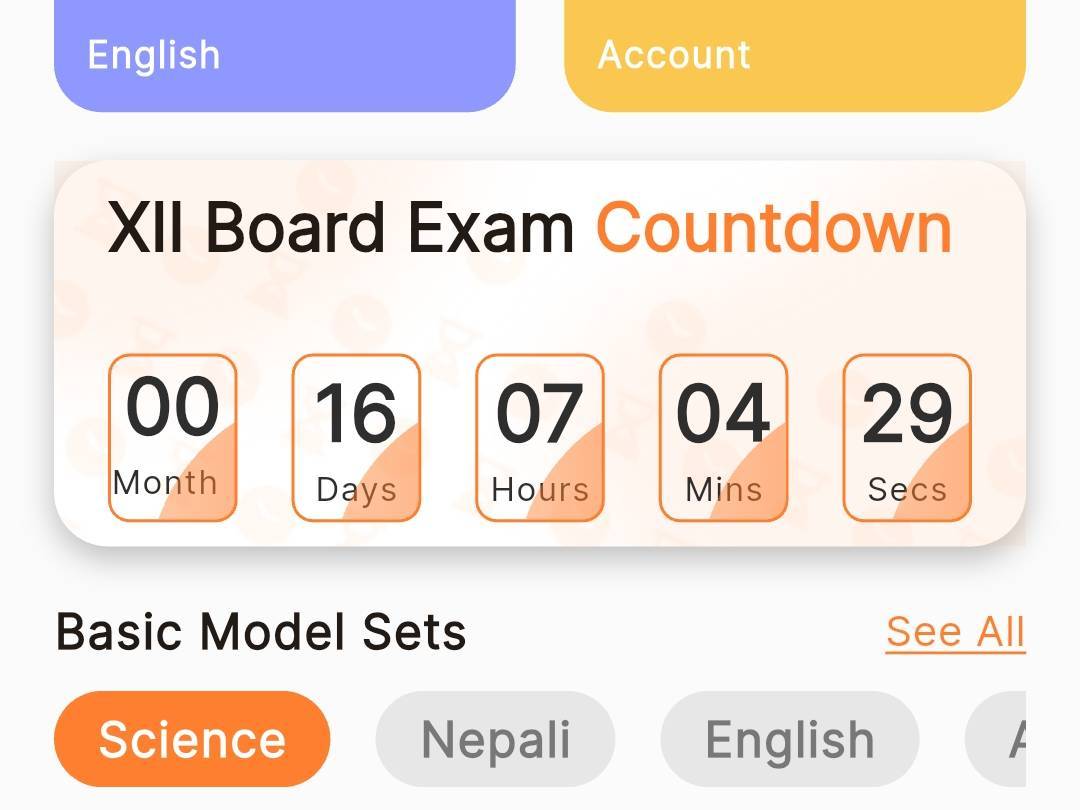 English
Account
XII Board Exam Countdown
00 16 07 04 29
Month Days Hours Mins Secs
Basic Model Sets See All
Science Nepali English